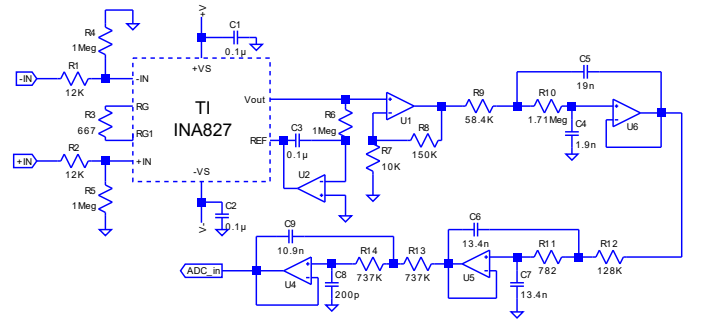 +V
R4
1Meg
C1
0.1µ
+VS
-IN
R1
12K
-IN
R3
667
RG
RG1
TI
INA827
Vout
REF
+IN
R2
12K
+IN
R5
1Meg
-VS
V-
C2
0.1µ
R6
1Meg
C3
0.1µ
U2
U1
R8
150K
R7
10K
R9
58.4K
C5
19n
R10
1.71Meg
C4
1.9n
U6
C9
10.9n
ADC_in
U4
C8
200p
R14
737K
R13
737K
C6
13.4n
U5
C7
13.4n
R11
782
R12
128K